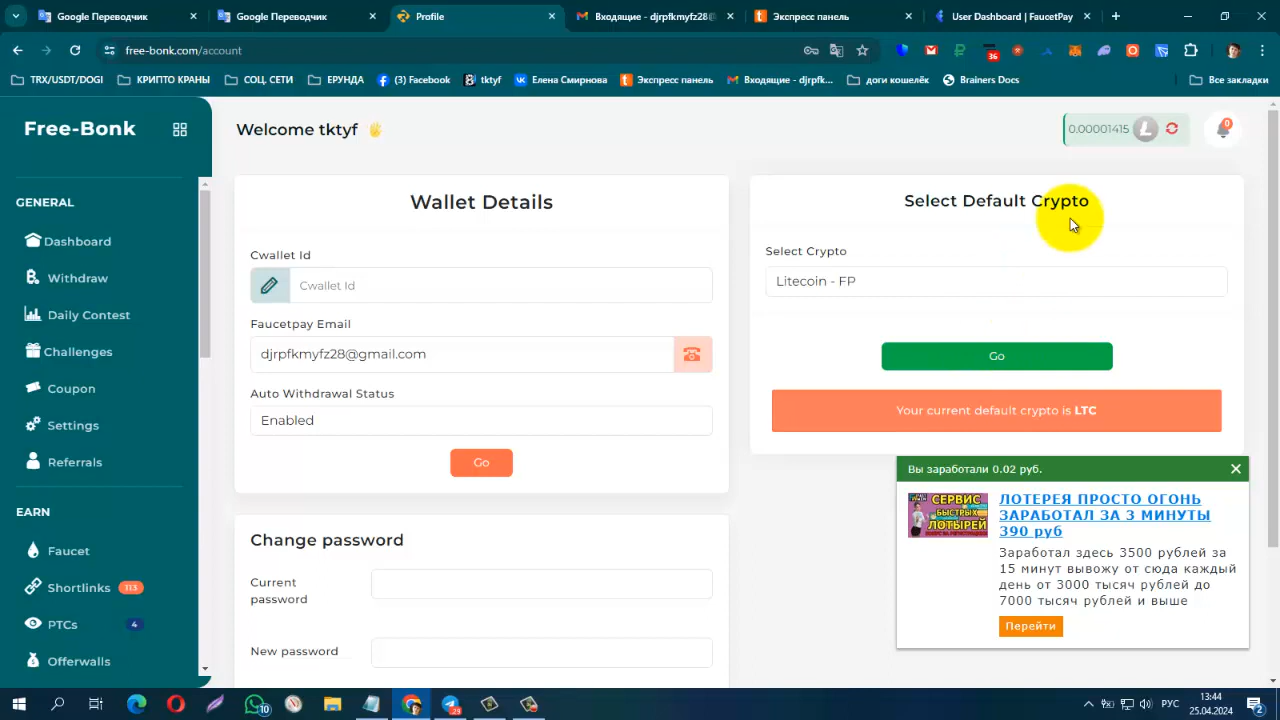 Google Переводчик
Google Переводчик
Profile
Входящие - djrpfkmyfz28@
Экспресс панель
User Dashboard | FaucetPay
free-bonk.com/account
36
TRX/USDT/DOGI
КРИПТО КРАНЫ
СОЦ. СЕТИ
ЕРУНДА
(3) Facebook
tktyf
Елена Смирнова
Экспресс панель
Входящие - djrpfk...
доги кошелёк
Brainers Docs
Все закладки
Free-Bonk
GENERAL
Dashboard
Withdraw
Daily Contest
Challenges
Coupon
Settings
Referrals
EARN
Faucet
Shortlinks 113
PTCs 4
Offerwalls
Welcome tktyf
0.00001415
0
Wallet Details
Cwallet Id
Cwallet Id
Faucetpay Email
djrpfkmyfz28@gmail.com
Auto Withdrawal Status
Enabled
Go
Change password
Current
password
New password
Select Default Crypto
Select Crypto
Litecoin - FP
Go
Your current default crypto is LTC
Вы заработали 0.02 руб.
СЕРВИС
БЫСТРЫХ
ЛОТЫРЕЙ
ЛОТЕРЕЯ ПРОСТО ОГОНЬ
ЗАРАБОТАЛ ЗА 3 МИНУТЫ
390 руб
Заработал здесь 3500 рублей за
15 минут вывожу от сюда каждый
день от 3000 тысяч рублей до
7000 тысяч рублей и выше
Перейти
10
24
РУС
13:44
25.04.2024
2